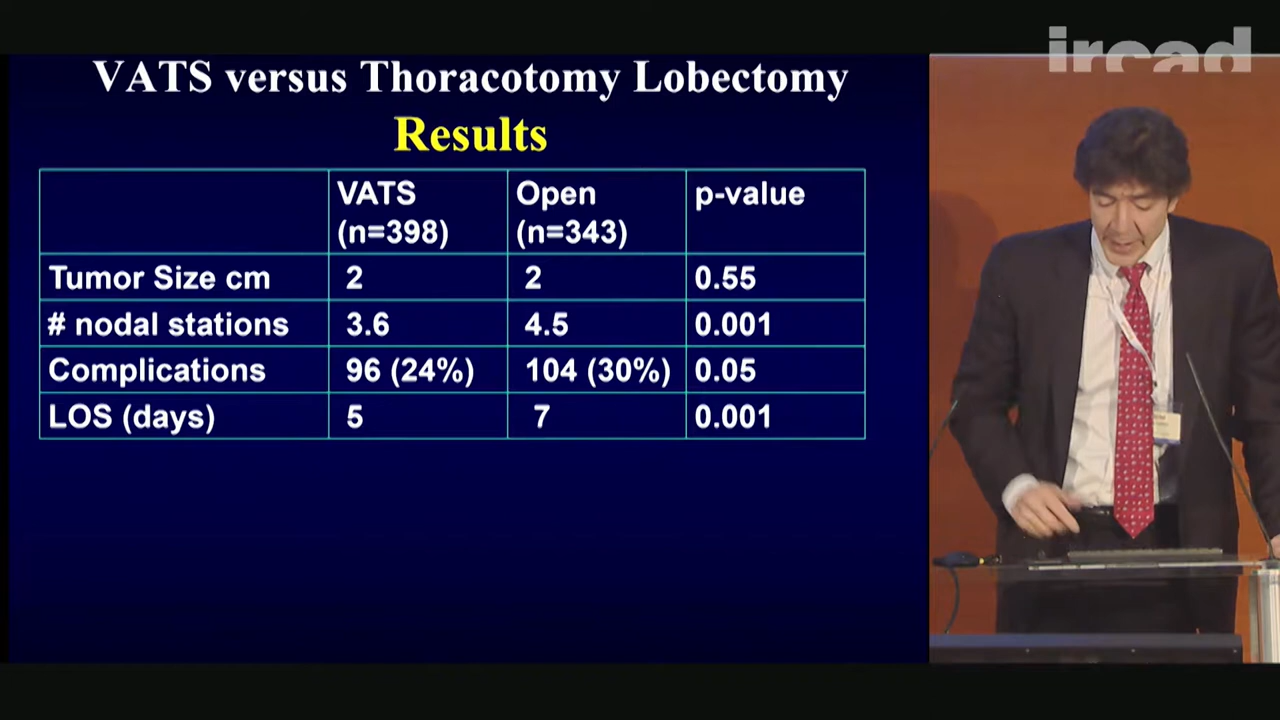 ircad
VATS versus Thoracotomy Lobectomy
Results
VATS (n=398) Open (n=343) p-value
Tumor Size cm 2 2 0.55
# nodal stations 3.6 4.5 0.001
Complications 96 (24%) 104 (30%) 0.05
LOS (days) 5 7 0.001